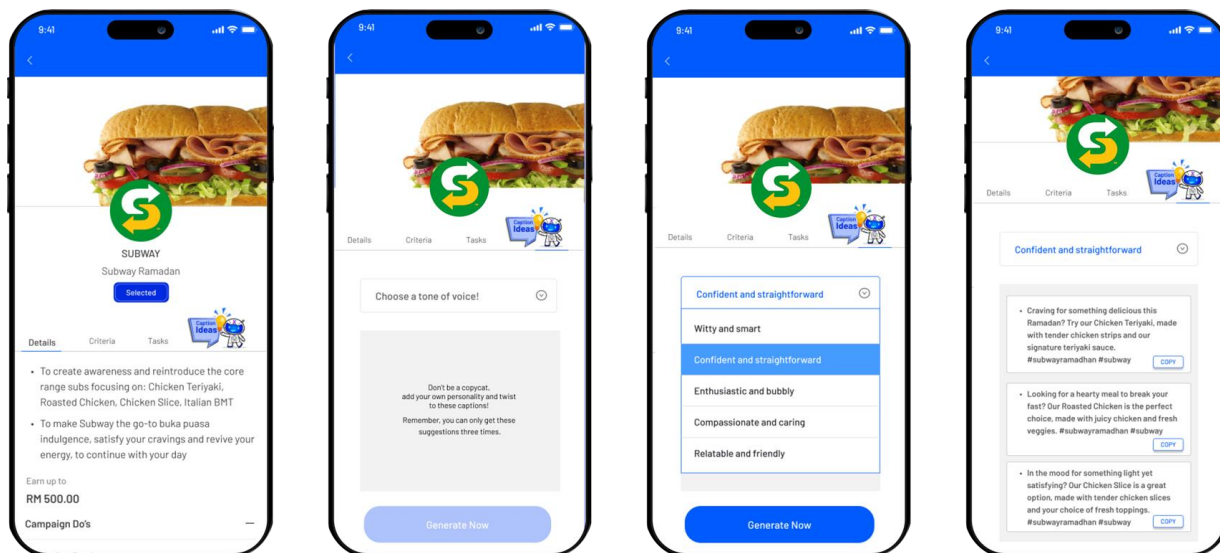 9:41
SUBWAY
Subway Ramadan
Selected
Caption
Ideas
Details
Criteria
Tasks
• To create awareness and reintroduce the core
range subs focusing on: Chicken Teriyaki,
Roasted Chicken, Chicken Slice, Italian BMT
• To make Subway the go-to buka puasa
indulgence, satisfy your cravings and revive your
energy, to continue with your day
Earn up to
RM 500.00
Campaign Do's
9:41
Caption
Ideas
Details
Criteria
Tasks
Choose a tone of voice!
Don't be a copycat.
add your own personality and twist
to these captions!
Remember, you can only get these
suggestions three times.
Generate Now
9:41
Caption
Ideas
Details
Criteria
Tasks
Confident and straightforward
Witty and smart
Confident and straightforward
Enthusiastic and bubbly
Compassionate and caring
Relatable and friendly
Generate Now
9:41
Caption
Ideas
Details
Criteria
Tasks
Confident and straightforward
• Craving for something delicious this
Ramadan? Try our Chicken Teriyaki, made
with tender chicken strips and our
signature teriyaki sauce.
#subwayramadhan #subway
COPY
• Looking for a hearty meal to break your
fast? Our Roasted Chicken is the perfect
choice, made with juicy chicken and fresh
veggies. #subwayramadhan #subway
COPY
• In the mood for something light yet
satisfying? Our Chicken Slice is a great
option, made with tender chicken slices
and your choice of fresh toppings.
#subwayramadhan #subway
COPY